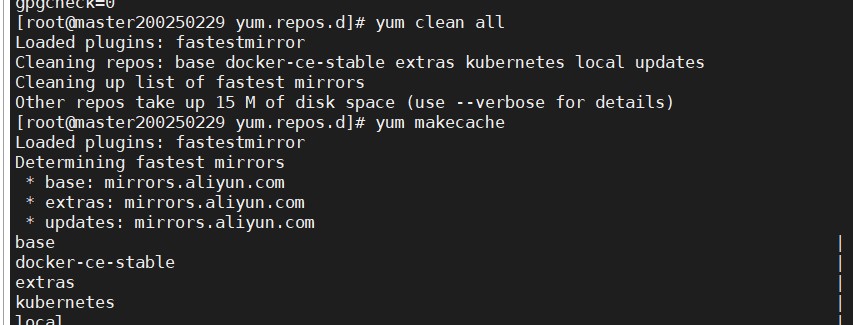 gpgcheck=0
[root@master200250229 yum.repos.d]# yum clean all
Loaded plugins: fastestmirror
Cleaning repos: base docker-ce-stable extras kubernetes local updates
Cleaning up list of fastest mirrors
Other repos take up 15 M of disk space (use --verbose for details)
[root@master200250229 yum.repos.d]# yum makecache
Loaded plugins: fastestmirror
Determining fastest mirrors
 * base: mirrors.aliyun.com
 * extras: mirrors.aliyun.com
 * updates: mirrors.aliyun.com
base |
docker-ce-stable |
extras |
kubernetes |
local |